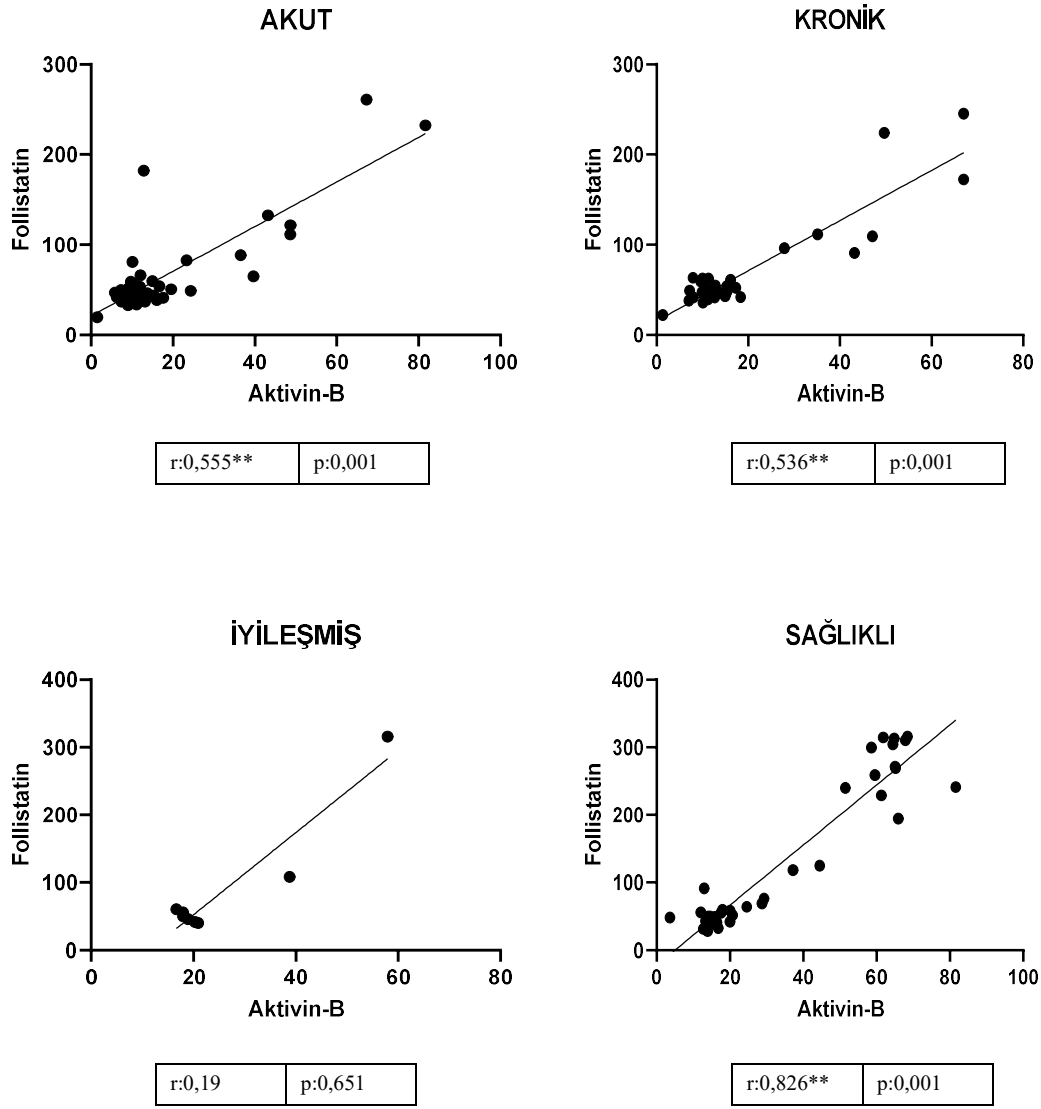 AKUT
300
200
100
0
Follistatin
0 20 40 60 80 100
Aktivin-B
r:0,555** p:0,001
KRONİK
300
200
100
0
Follistatin
0 20 40 60 80
Aktivin-B
r:0,536** p:0,001
İYİLEŞMİŞ
400
300
200
100
0
Follistatin
0 20 40 60 80
Aktivin-B
r:0,19 p:0,651
SAĞLIKLI
400
300
200
100
0
Follistatin
0 20 40 60 80 100
Aktivin-B
r:0,826** p:0,001